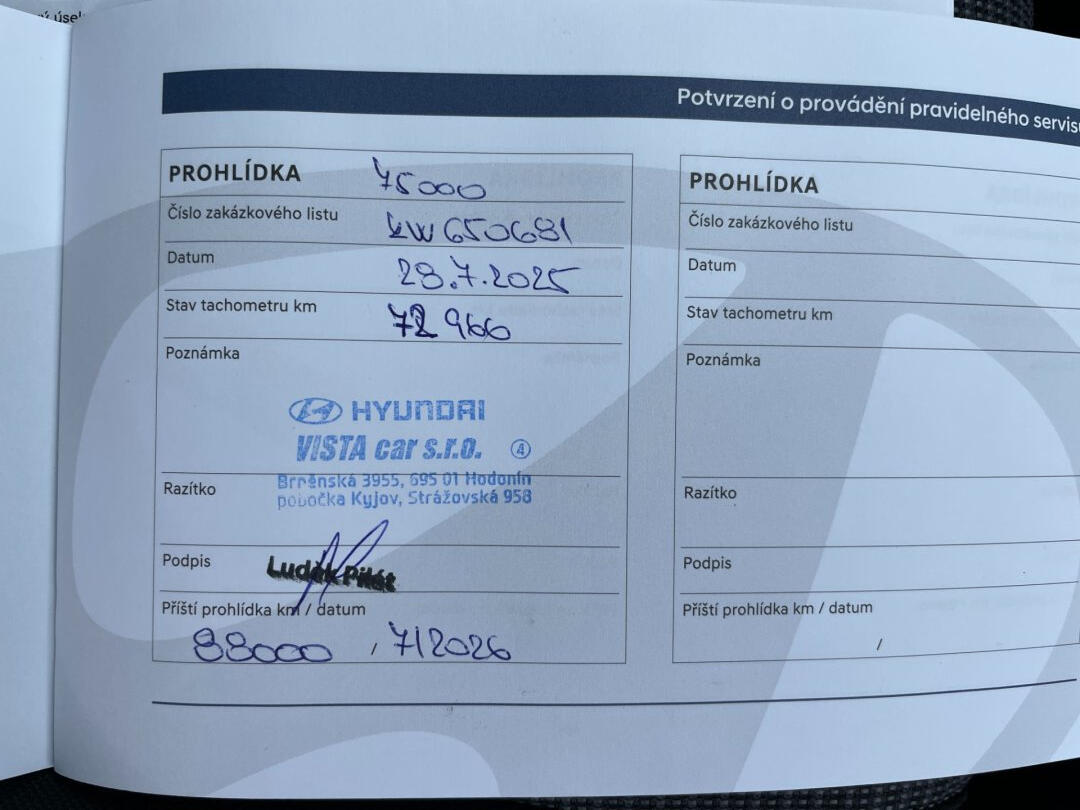 Potvrzení o provádění pravidelného servisu
PROHLÍDKA 75000
Číslo zakázkového listu KW650681
Datum 28.7.2025
Stav tachometru km 72 966
Poznámka
HYUNDAI
VISTA car s.r.o. 4
Brněnská 3955, 695 01 Hodonín
pobočka Kyjov, Strážovská 958
Razítko
Podpis Luděk Pilát
Příští prohlídka km / datum
88000 / 7/2026
PROHLÍDKA
Číslo zakázkového listu
Datum
Stav tachometru km
Poznámka
Razítko
Podpis
Příští prohlídka km / datum
/